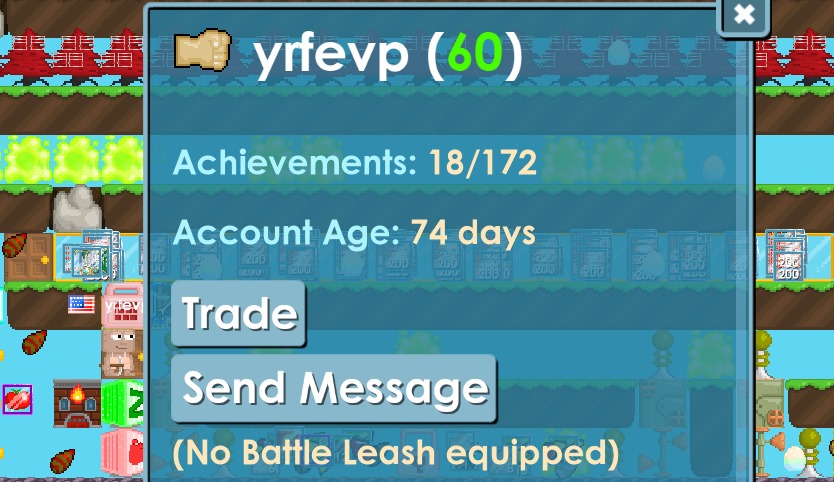 yrfevp (60)
Achievements: 18/172
Account Age: 74 days
Trade
Send Message
(No Battle Leash equipped)